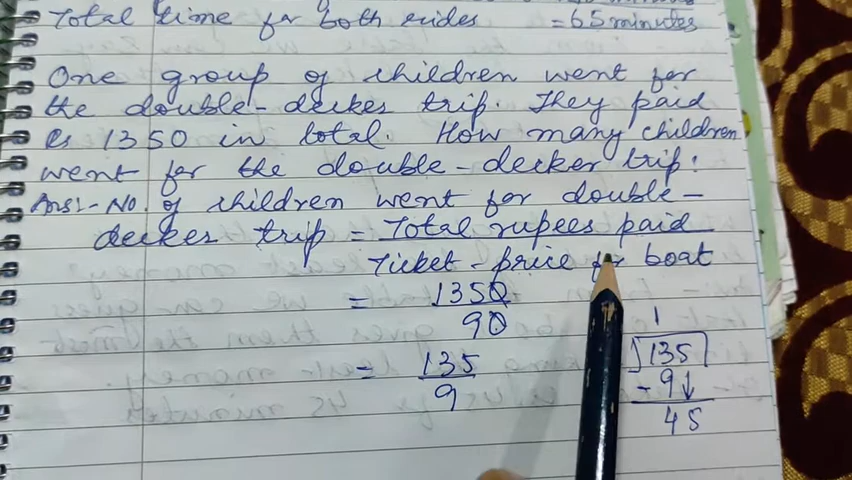 Total time for both rides = 65 minutes
One group of children went for
the double-decker trip. They paid
Rs 1350 in total. How many children
went for the double-decker trip?
Ans:- No. of children went for double-
decker trip = Total rupees paid
Ticket-price for boat
= 1350
90
= 135
9
1
135
-9↓
45